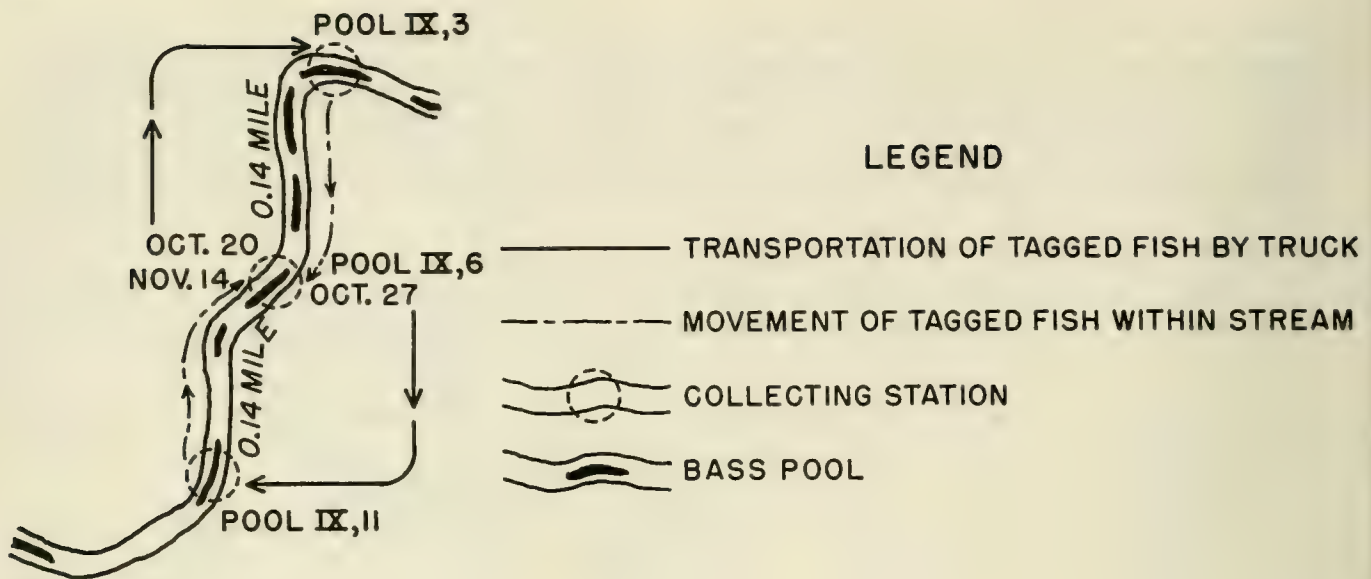 POOL IX,3
0.14 MILE
OCT. 20
NOV. 14
POOL IX,6
OCT. 27
0.14 MILE
POOL IX,11
LEGEND
TRANSPORTATION OF TAGGED FISH BY TRUCK
MOVEMENT OF TAGGED FISH WITHIN STREAM
COLLECTING STATION
BASS POOL